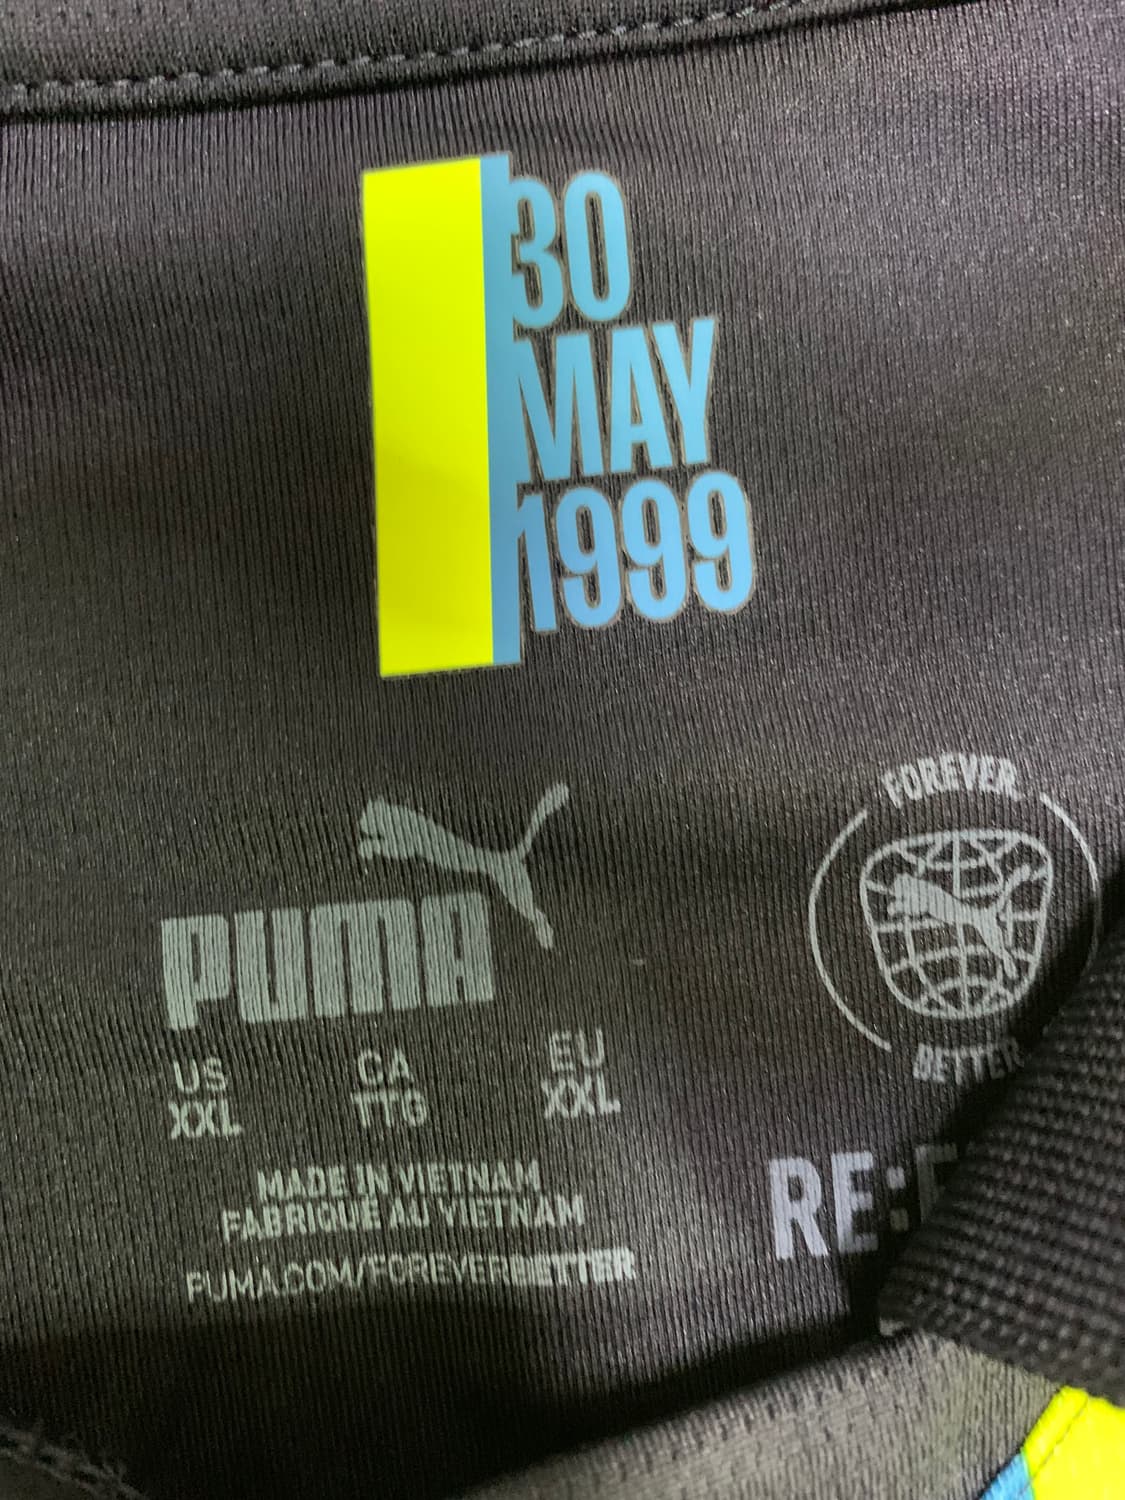 30
MAY
1999
PUMA
US
XXL
CA
TTG
EU
XXL
MADE IN VIETNAM
FABRIQUÉ AU VIETNAM
PUMA.COM/FOREVERBETTER
FOREVER.
BETTER
RE:F